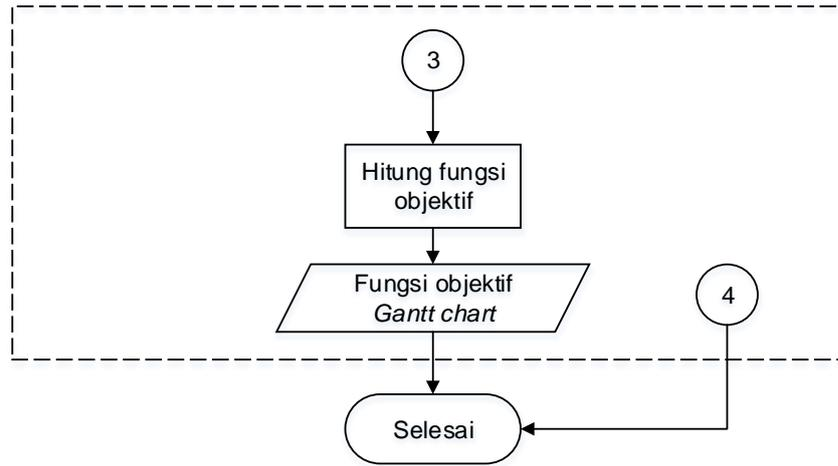 3
Hitung fungsi
objektif
Fungsi objektif
Gantt chart
4
Selesai